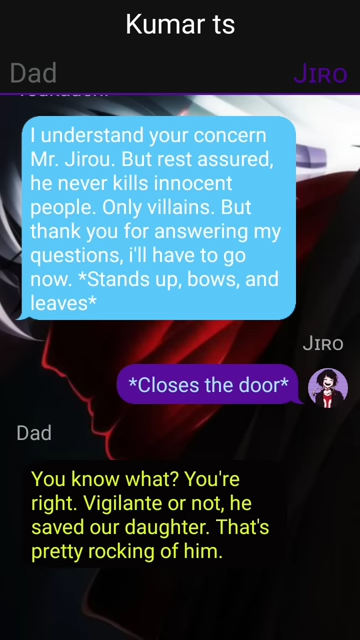 Kumar ts
Dad
Jiro
I understand your concern
Mr. Jirou. But rest assured,
he never kills innocent
people. Only villains. But
thank you for answering my
questions, i'll have to go
now. *Stands up, bows, and
leaves*
Jiro
*Closes the door*
Dad
You know what? You're
right. Vigilante or not, he
saved our daughter. That's
pretty rocking of him.